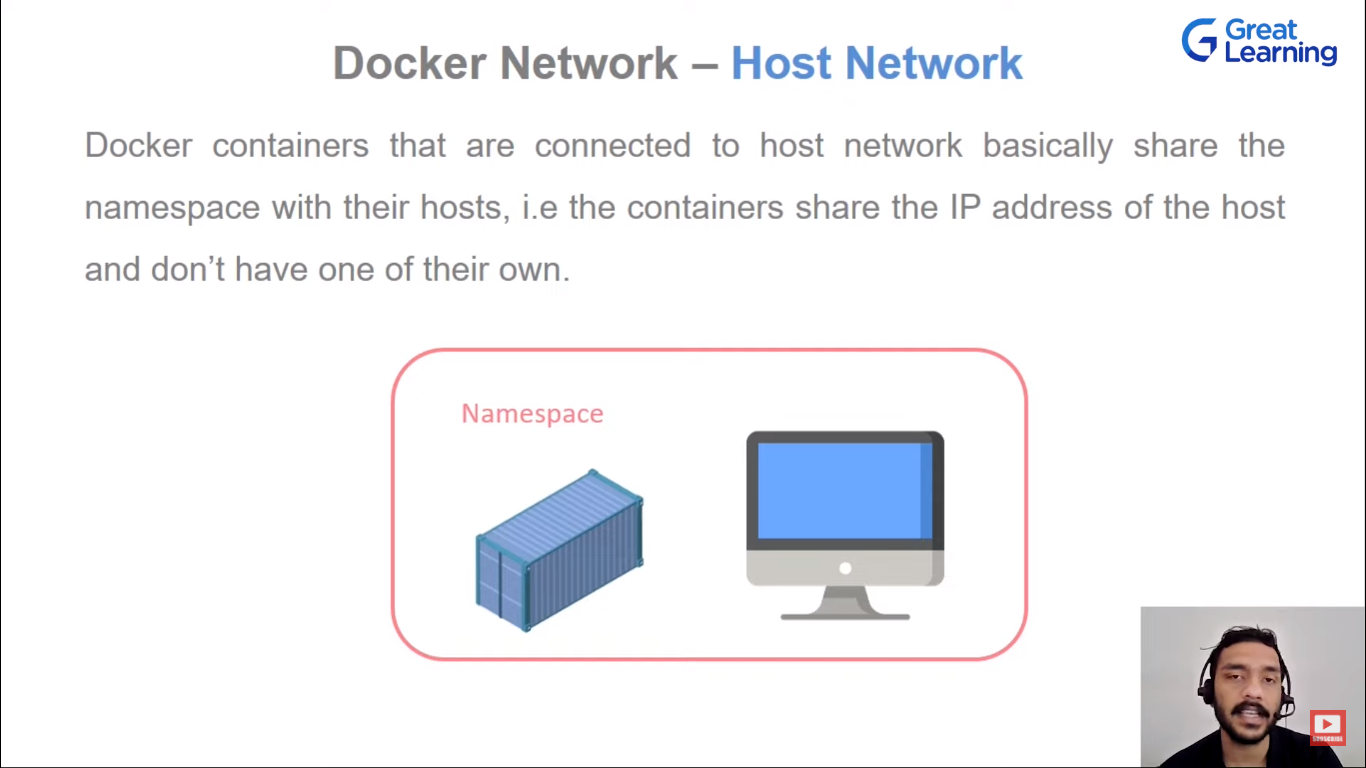 Great
Learning
Docker Network – Host Network
Docker containers that are connected to host network basically share the
namespace with their hosts, i.e the containers share the IP address of the host
and don’t have one of their own.
Namespace
SUBSCRIBE